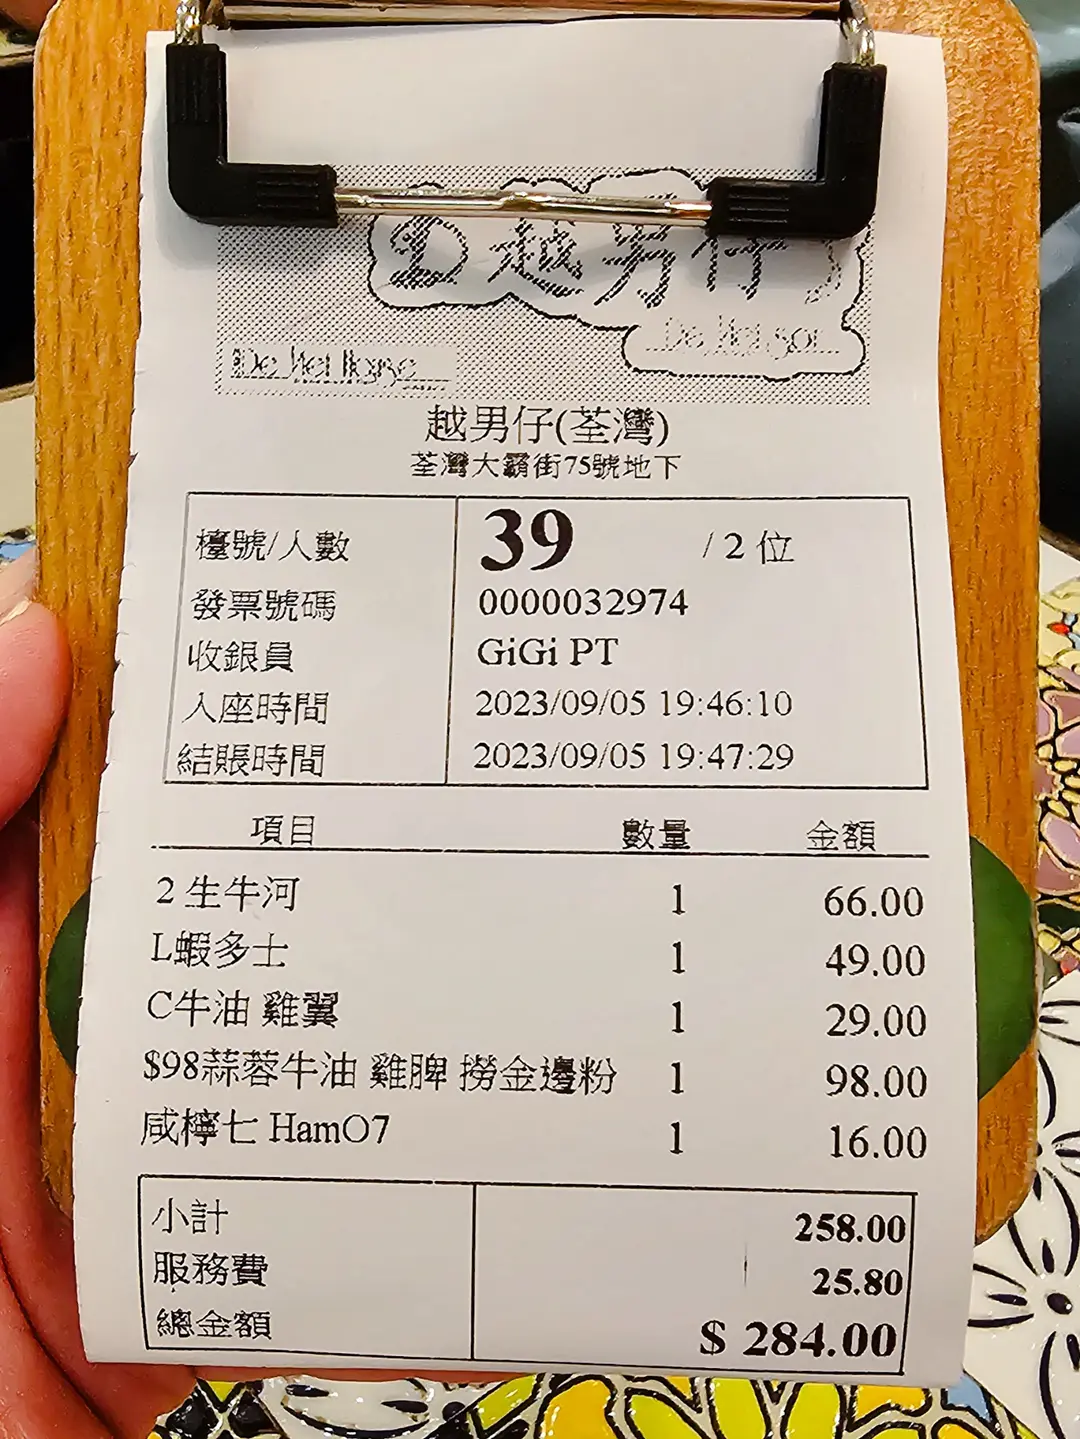 越男仔
越男仔(荃灣)
荃灣大霸街75號地下
檯號/人數 39 / 2 位
發票號碼 0000032974
收銀員 GiGi PT
入座時間 2023/09/05 19:46:10
結賬時間 2023/09/05 19:47:29
項目 數量 金額
2 生牛河 1 66.00
L蝦多士 1 49.00
C牛油 雞翼 1 29.00
$98蒜蓉牛油 雞脾 撈金邊粉 1 98.00
咸檸七 HamO7 1 16.00
小計 258.00
服務費 25.80
總金額 $ 284.00